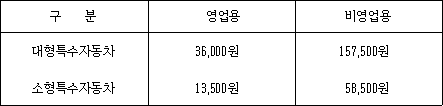 구 분 영업용 비영업용
대형특수자동차 36,000원 157,500원
소형특수자동차 13,500원 58,500원